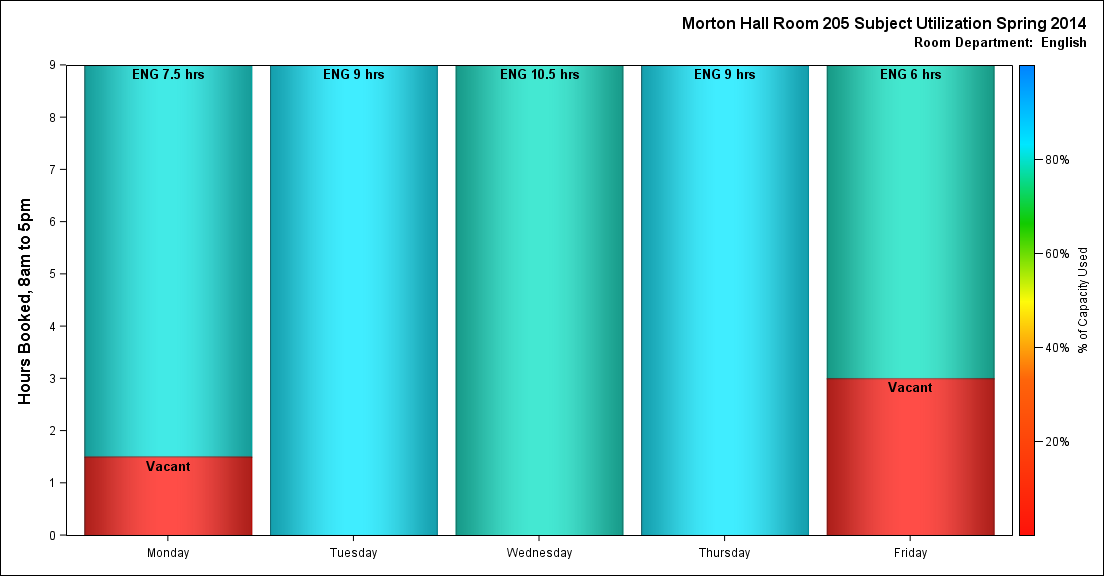 Morton Hall Room 205 Subject Utilization Spring 2014
Room Department: English
Hours Booked, 8am to 5pm
9
8
7
6
5
4
3
2
1
0
ENG 7.5 hrs
ENG 9 hrs
ENG 10.5 hrs
ENG 9 hrs
ENG 6 hrs
Vacant
Vacant
Monday
Tuesday
Wednesday
Thursday
Friday
80%
60%
40%
20%
% of Capacity Used